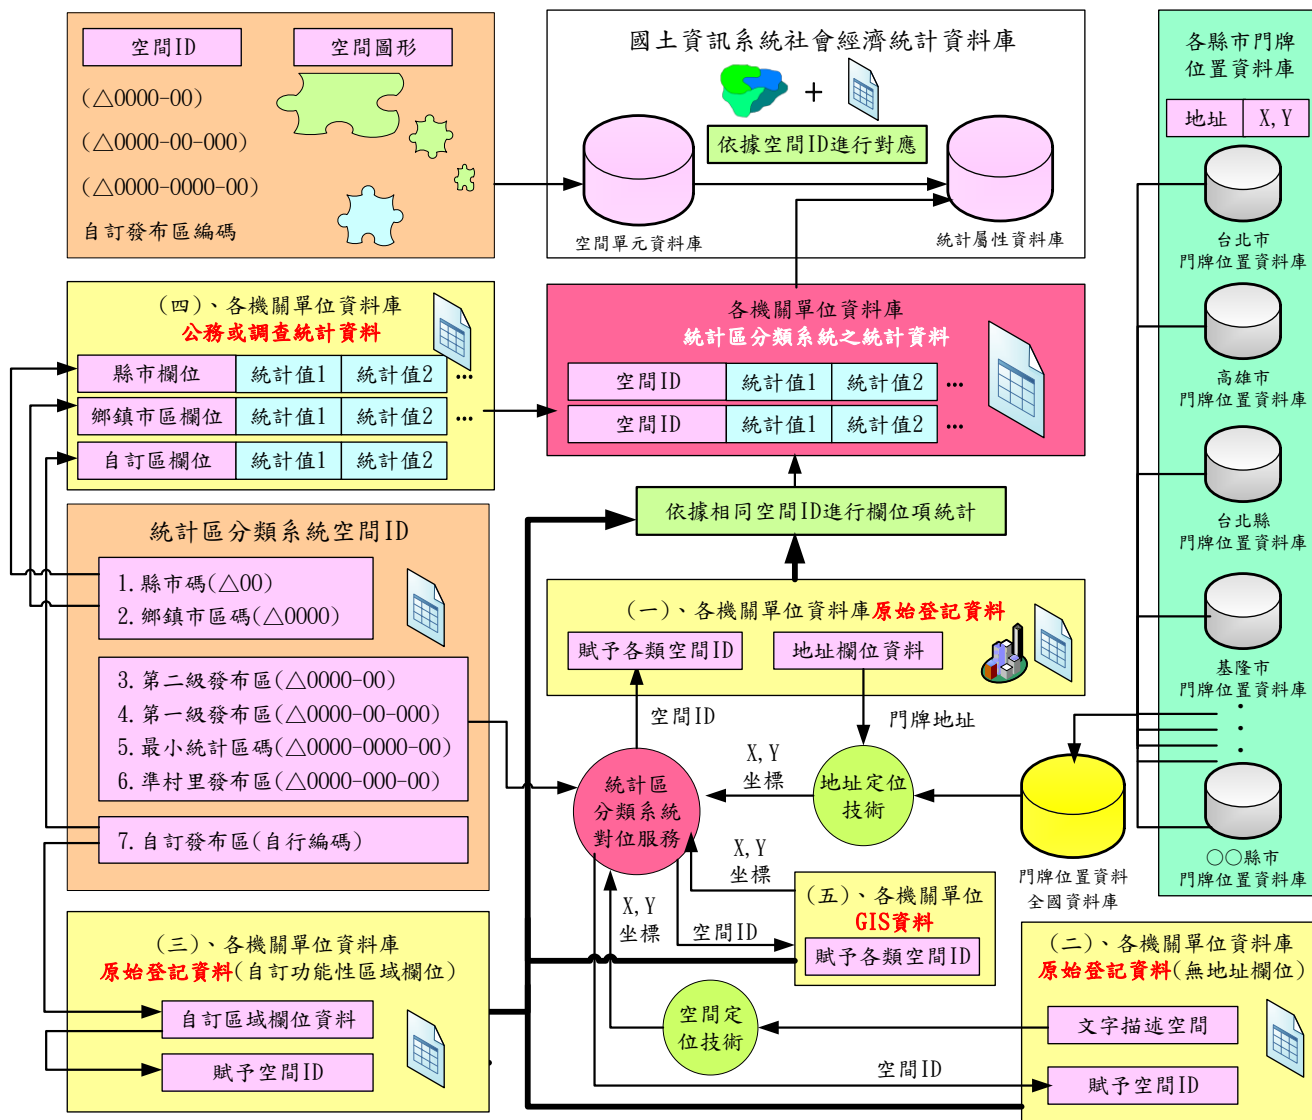 空間ID
空間圖形
(△0000-00)
(△0000-00-000)
(△0000-0000-00)
自訂發布區編碼
國土資訊系統社會經濟統計資料庫
+
依據空間ID進行對應
空間單元資料庫
統計屬性資料庫
各縣市門牌
位置資料庫
地址
X,Y
台北市
門牌位置資料庫
高雄市
門牌位置資料庫
台北縣
門牌位置資料庫
基隆市
門牌位置資料庫
○○縣市
門牌位置資料庫
(四)、各機關單位資料庫
公務或調查統計資料
縣市欄位 統計值1 統計值2 …
鄉鎮市區欄位 統計值1 統計值2 …
自訂區欄位 統計值1 統計值2
各機關單位資料庫
統計區分類系統之統計資料
空間ID 統計值1 統計值2 …
空間ID 統計值1 統計值2 …
依據相同空間ID進行欄位項統計
統計區分類系統空間ID
1.縣市碼(△00)
2.鄉鎮市區碼(△0000)
3.第二級發布區(△0000-00)
4.第一級發布區(△0000-00-000)
5.最小統計區碼(△0000-0000-00)
6.準村里發布區(△0000-000-00)
7.自訂發布區(自行編碼)
(一)、各機關單位資料庫原始登記資料
賦予各類空間ID
地址欄位資料
空間ID
門牌地址
X,Y
坐標
統計區
分類系統
對位服務
地址定位
技術
門牌位置資料
全國資料庫
X,Y
坐標
X,Y
坐標
空間ID
(五)、各機關單位
GIS資料
賦予各類空間ID
(三)、各機關單位資料庫
原始登記資料(自訂功能性區域欄位)
自訂區域欄位資料
賦予空間ID
空間定
位技術
空間ID
(二)、各機關單位資料庫
原始登記資料(無地址欄位)
文字描述空間
賦予空間ID